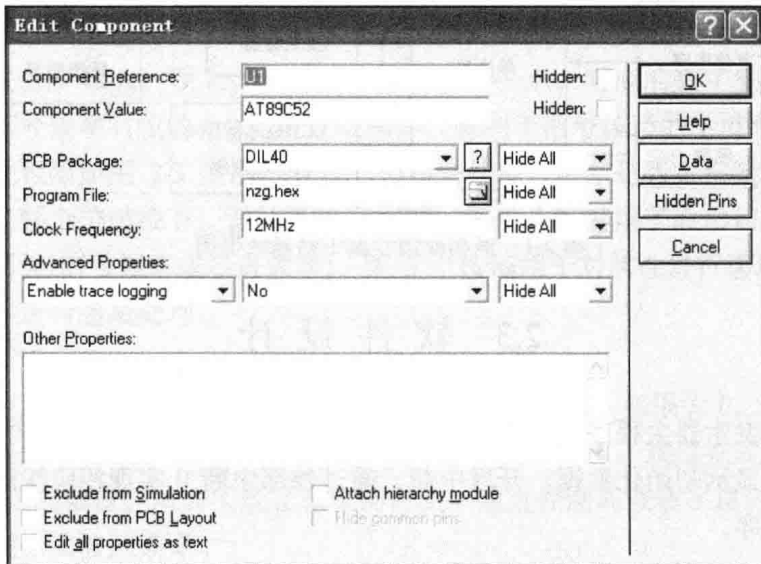 Edit Component
Component Reference: U1 Hidden:
Component Value: AT89C52 Hidden:
PCB Package: DIL40 ? Hide All
Program File: nzg.hex Hide All
Clock Frequency: 12MHz Hide All
Advanced Properties:
Enable trace logging No Hide All
Other Properties:
Exclude from Simulation Attach hierarchy module
Exclude from PCB Layout Hide common pins
Edit all properties as text
OK
Help
Data
Hidden Pins
Cancel